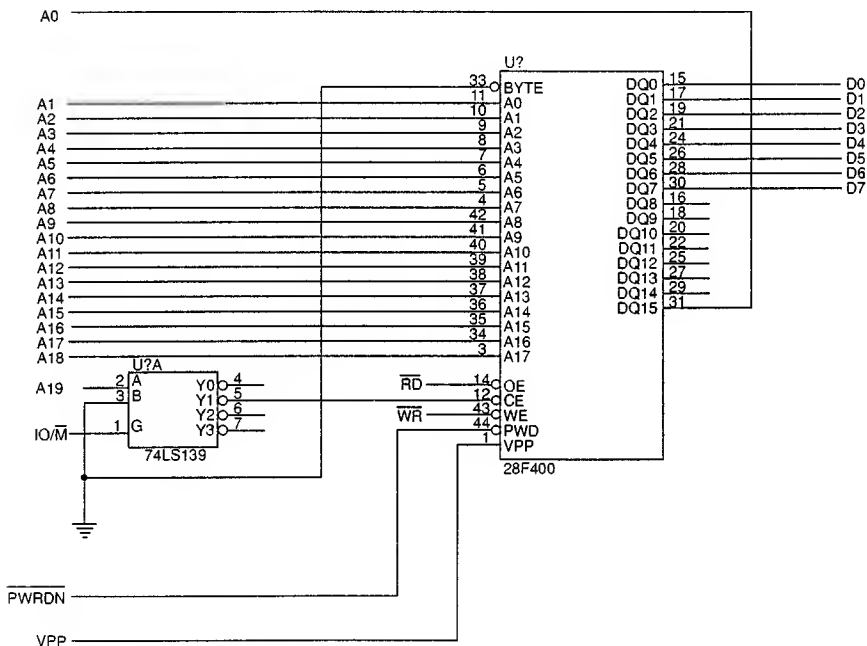 A0
U?
33 BYTE DQ0 15 D0
A1 11 A0 DQ1 17 D1
A2 10 A1 DQ2 19 D2
A3 9 A2 DQ3 21 D3
A4 8 A3 DQ4 24 D4
A5 7 A4 DQ5 26 D5
A6 6 A5 DQ6 28 D6
A7 5 A6 DQ7 30 D7
A8 4 A7 DQ8 16
A9 42 A8 DQ9 18
A10 41 A9 DQ10 20
A11 40 A10 DQ11 22
A12 39 A11 DQ12 25
A13 38 A12 DQ13 27
A14 37 A13 DQ14 29
A15 36 A14 DQ15 31
A16 35 A15
A17 34 A16
A18 3 A17
U?A
A19 2 A Y0 4 RD 14 OE
3 B Y1 5 12 CE
Y2 6 WR 43 WE
IO/M 1 G Y3 7 44 PWD
1 VPP
74LS139
28F400
PWRDN
VPP